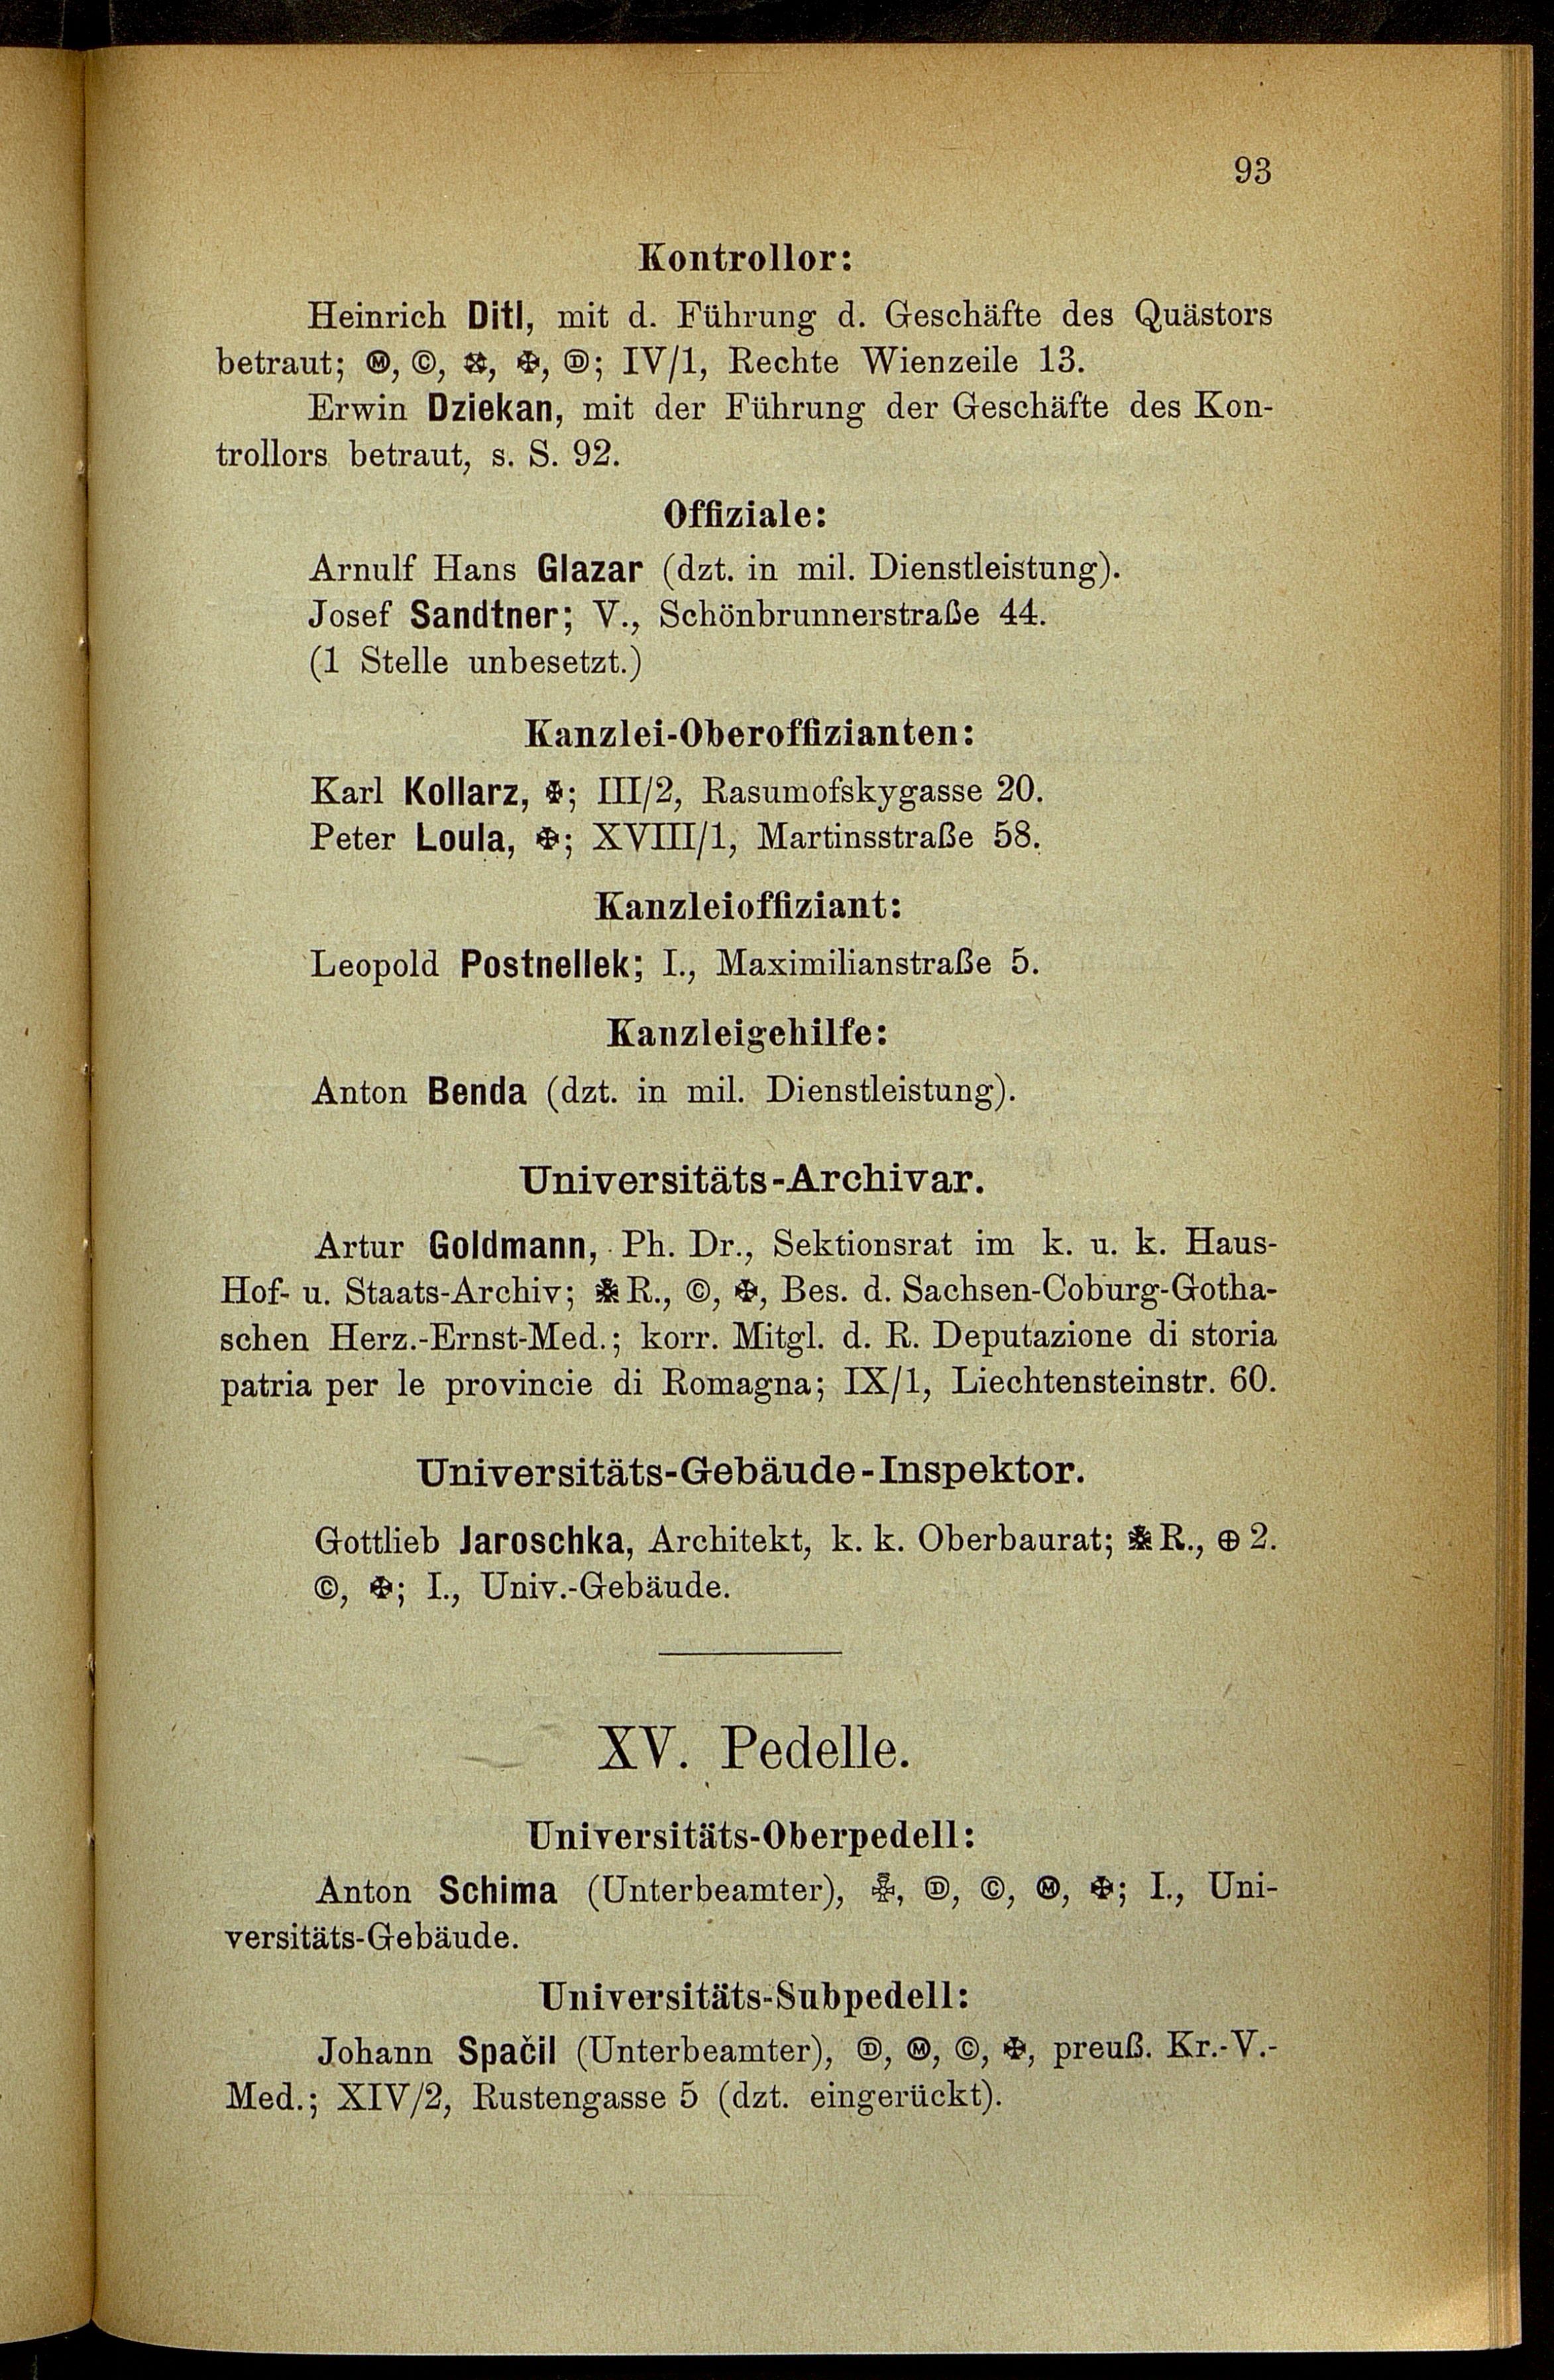 93
Kontrollor:
Heinrich Ditl, mit d. Führung d. Geschäfte des Quästors
betraut; Ⓜ, ©, ✠, ✠, Ⓓ; IV/1, Rechte Wienzeile 13.
Erwin Dziekan, mit der Führung der Geschäfte des Kon-
trollors betraut, s. S. 92.
Offiziale:
Arnulf Hans Glazar (dzt. in mil. Dienstleistung).
Josef Sandtner; V., Schönbrunnerstraße 44.
(1 Stelle unbesetzt.)
Kanzlei-Oberoffizianten:
Karl Kollarz, ✠; III/2, Rasumofskygasse 20.
Peter Loula, ✠; XVIII/1, Martinsstraße 58.
Kanzleioffiziant:
Leopold Postnellek; I., Maximilianstraße 5.
Kanzleigehilfe:
Anton Benda (dzt. in mil. Dienstleistung).
Universitäts-Archivar.
Artur Goldmann, Ph. Dr., Sektionsrat im k. u. k. Haus-
Hof- u. Staats-Archiv; ✠ R., ©, ✠, Bes. d. Sachsen-Coburg-Gotha-
schen Herz.-Ernst-Med.; korr. Mitgl. d. R. Deputazione di storia
patria per le provincie di Romagna; IX/1, Liechtensteinstr. 60.
Universitäts-Gebäude-Inspektor.
Gottlieb Jaroschka, Architekt, k. k. Oberbaurat; ✠ R., ⊕ 2.
©, ✠; I., Univ.-Gebäude.
XV. Pedelle.
Universitäts-Oberpedell:
Anton Schima (Unterbeamter), ✠, Ⓓ, ©, Ⓜ, ✠; I., Uni-
versitäts-Gebäude.
Universitäts-Subpedell:
Johann Spačil (Unterbeamter), Ⓓ, Ⓜ, ©, ✠, preuß. Kr.-V.-
Med.; XIV/2, Rustengasse 5 (dzt. eingerückt).